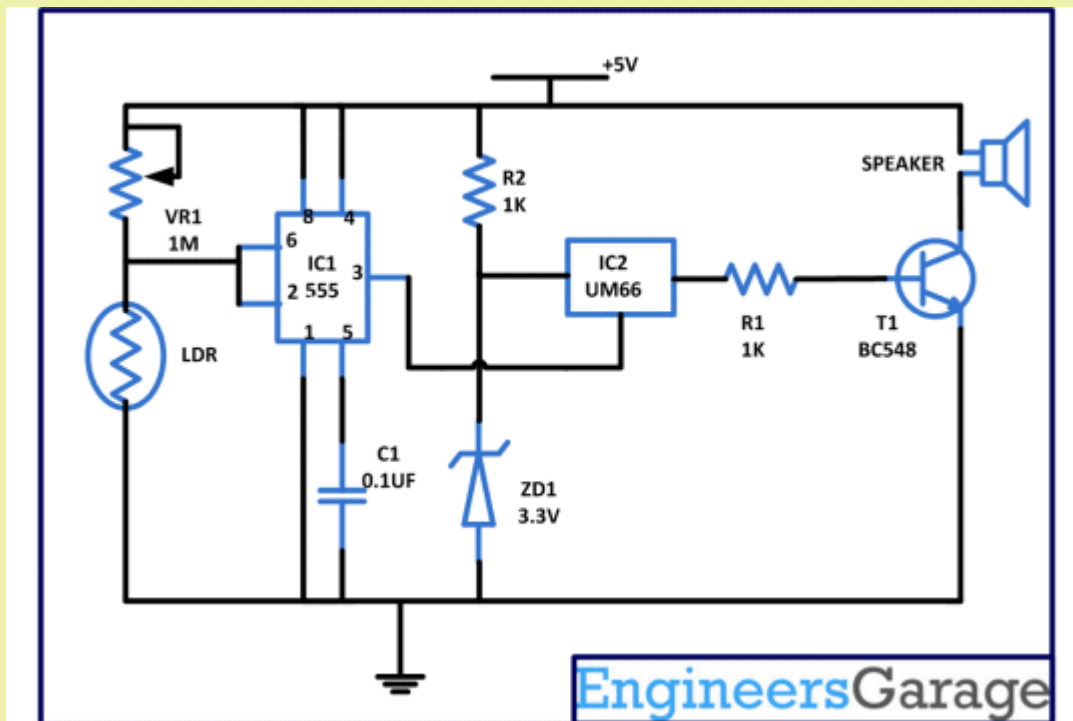 +5V
SPEAKER
R2
1K
VR1
1M
8
4
6
IC1
3
555
2
1
5
IC2
UM66
R1
1K
T1
BC548
LDR
C1
0.1UF
ZD1
3.3V
EngineersGarage